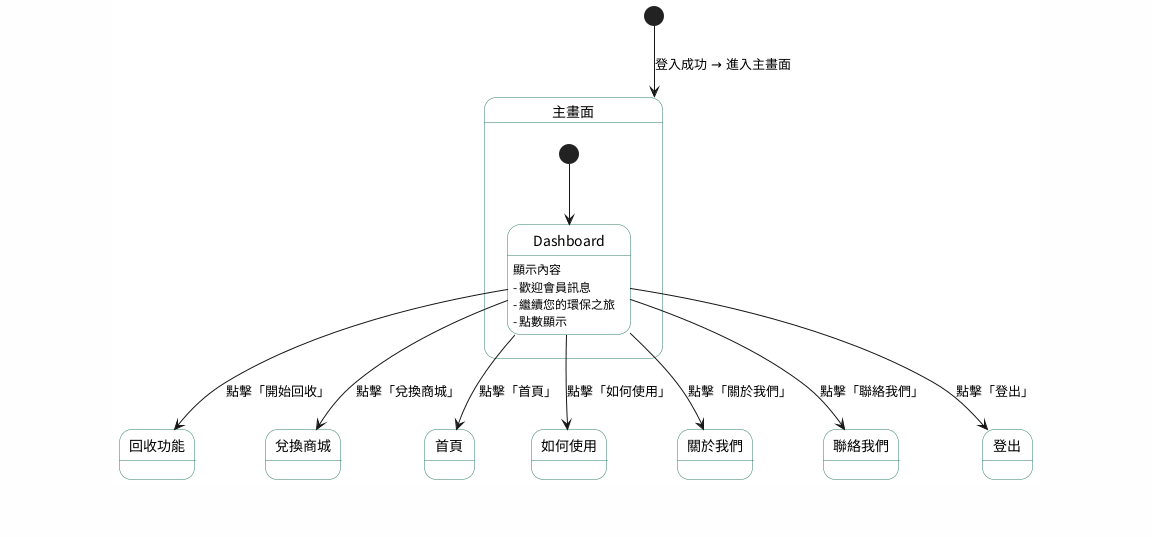 登入成功 → 進入主畫面
主畫面
Dashboard
顯示內容
- 歡迎會員訊息
- 繼續您的環保之旅
- 點數顯示
點擊「開始回收」
點擊「兌換商城」
點擊「首頁」
點擊「如何使用」
點擊「關於我們」
點擊「聯絡我們」
點擊「登出」
回收功能
兌換商城
首頁
如何使用
關於我們
聯絡我們
登出